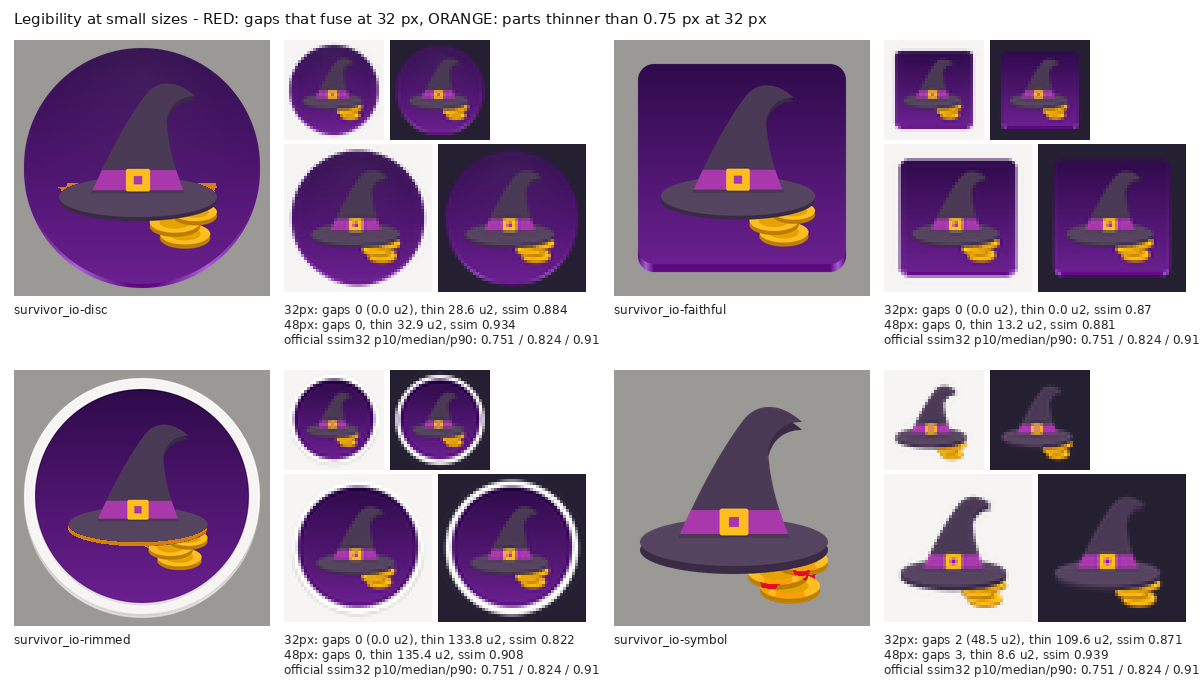 Legibility at small sizes - RED: gaps that fuse at 32 px, ORANGE: parts thinner than 0.75 px at 32 px
survivor_io-disc
32px: gaps 0 (0.0 u2), thin 28.6 u2, ssim 0.884
48px: gaps 0, thin 32.9 u2, ssim 0.934
official ssim32 p10/median/p90: 0.751 / 0.824 / 0.91
survivor_io-faithful
32px: gaps 0 (0.0 u2), thin 0.0 u2, ssim 0.87
48px: gaps 0, thin 13.2 u2, ssim 0.881
official ssim32 p10/median/p90: 0.751 / 0.824 / 0.91
survivor_io-rimmed
32px: gaps 0 (0.0 u2), thin 133.8 u2, ssim 0.822
48px: gaps 0, thin 135.4 u2, ssim 0.908
official ssim32 p10/median/p90: 0.751 / 0.824 / 0.91
survivor_io-symbol
32px: gaps 2 (48.5 u2), thin 109.6 u2, ssim 0.871
48px: gaps 3, thin 8.6 u2, ssim 0.939
official ssim32 p10/median/p90: 0.751 / 0.824 / 0.91